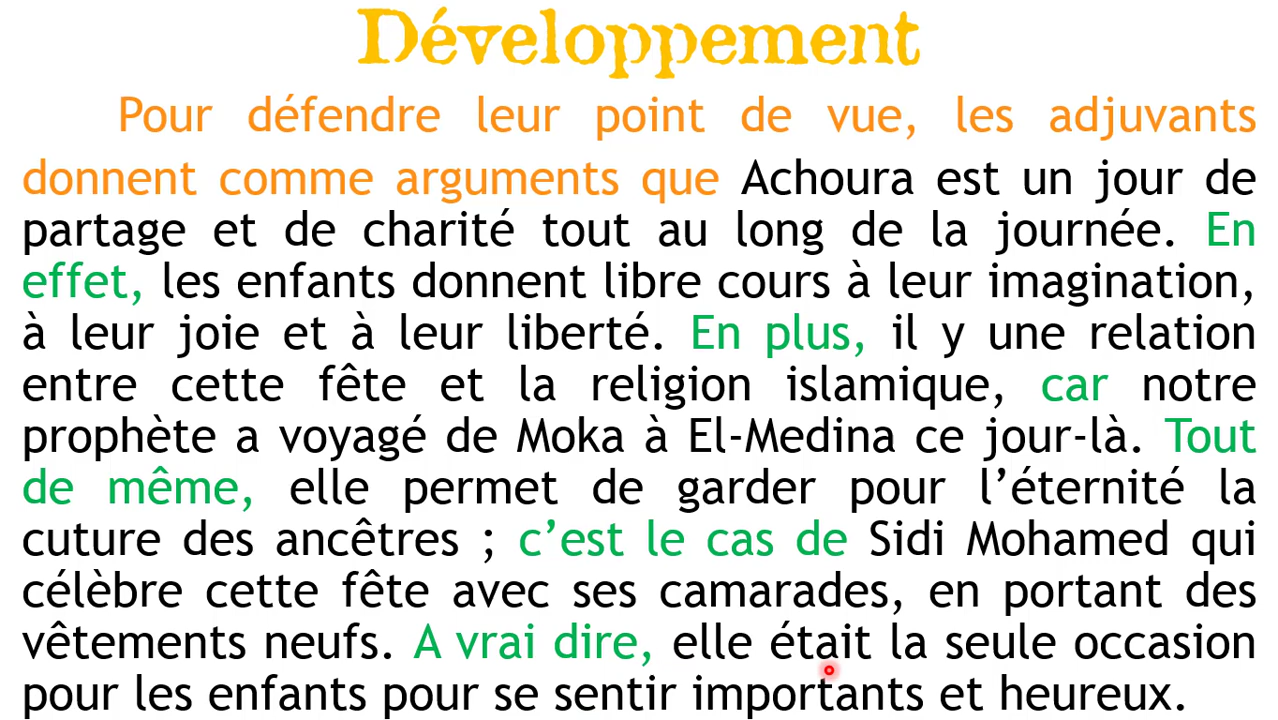 Développement
Pour défendre leur point de vue, les adjuvants
donnent comme arguments que Achoura est un jour de
partage et de charité tout au long de la journée. En
effet, les enfants donnent libre cours à leur imagination,
à leur joie et à leur liberté. En plus, il y une relation
entre cette fête et la religion islamique, car notre
prophète a voyagé de Moka à El-Medina ce jour-là. Tout
de même, elle permet de garder pour l’éternité la
cuture des ancêtres ; c’est le cas de Sidi Mohamed qui
célèbre cette fête avec ses camarades, en portant des
vêtements neufs. A vrai dire, elle était la seule occasion
pour les enfants pour se sentir importants et heureux.